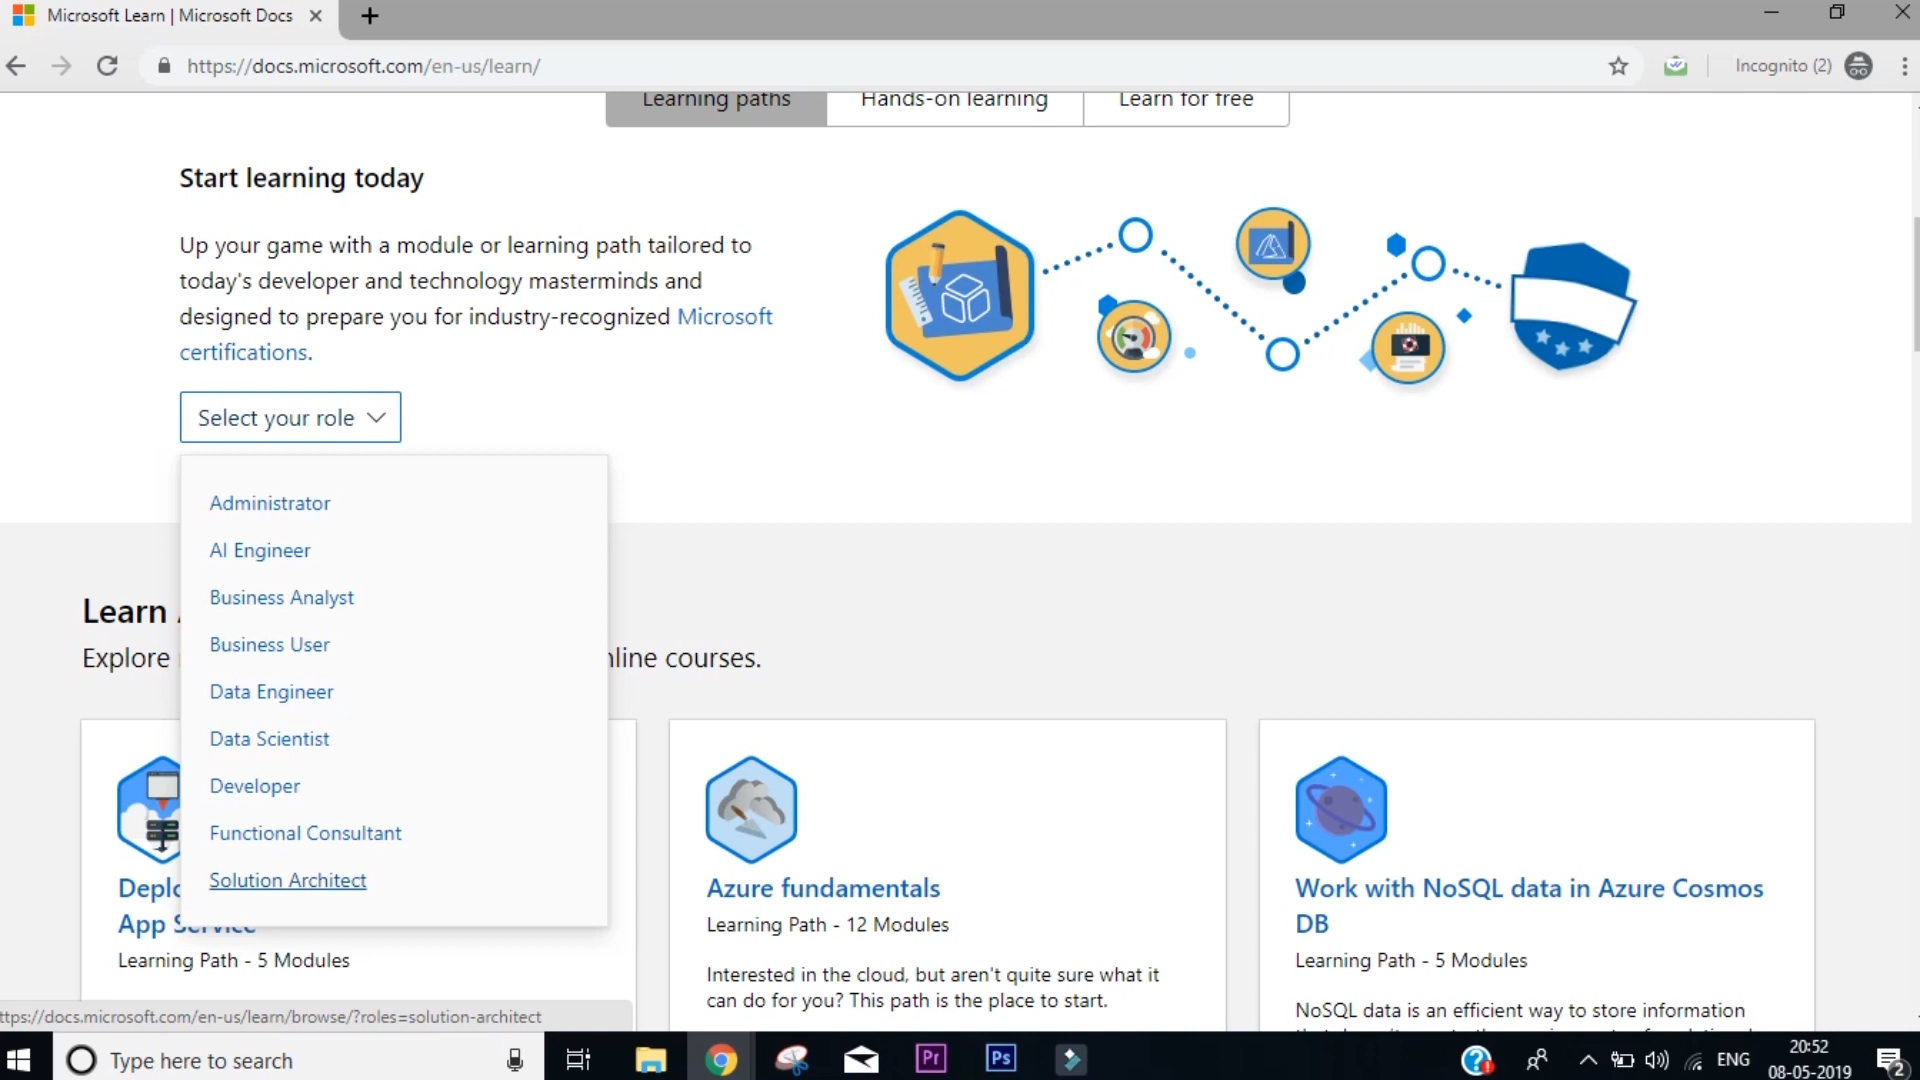 Microsoft Learn | Microsoft Docs
https://docs.microsoft.com/en-us/learn/
Incognito (2)
Learning paths
Hands-on learning
Learn for free
Start learning today
Up your game with a module or learning path tailored to
today's developer and technology masterminds and
designed to prepare you for industry-recognized Microsoft
certifications.
Select your role
Administrator
AI Engineer
Business Analyst
Business User
Data Engineer
Data Scientist
Developer
Functional Consultant
Solution Architect
Learn
Explore
online courses.
App Service
Learning Path - 5 Modules
Azure fundamentals
Learning Path - 12 Modules
Interested in the cloud, but aren't quite sure what it
can do for you? This path is the place to start.
Work with NoSQL data in Azure Cosmos
DB
Learning Path - 5 Modules
NoSQL data is an efficient way to store information
ttps://docs.microsoft.com/en-us/learn/browse/?roles=solution-architect
Type here to search
Pr
Ps
ENG
20:52
08-05-2019
2